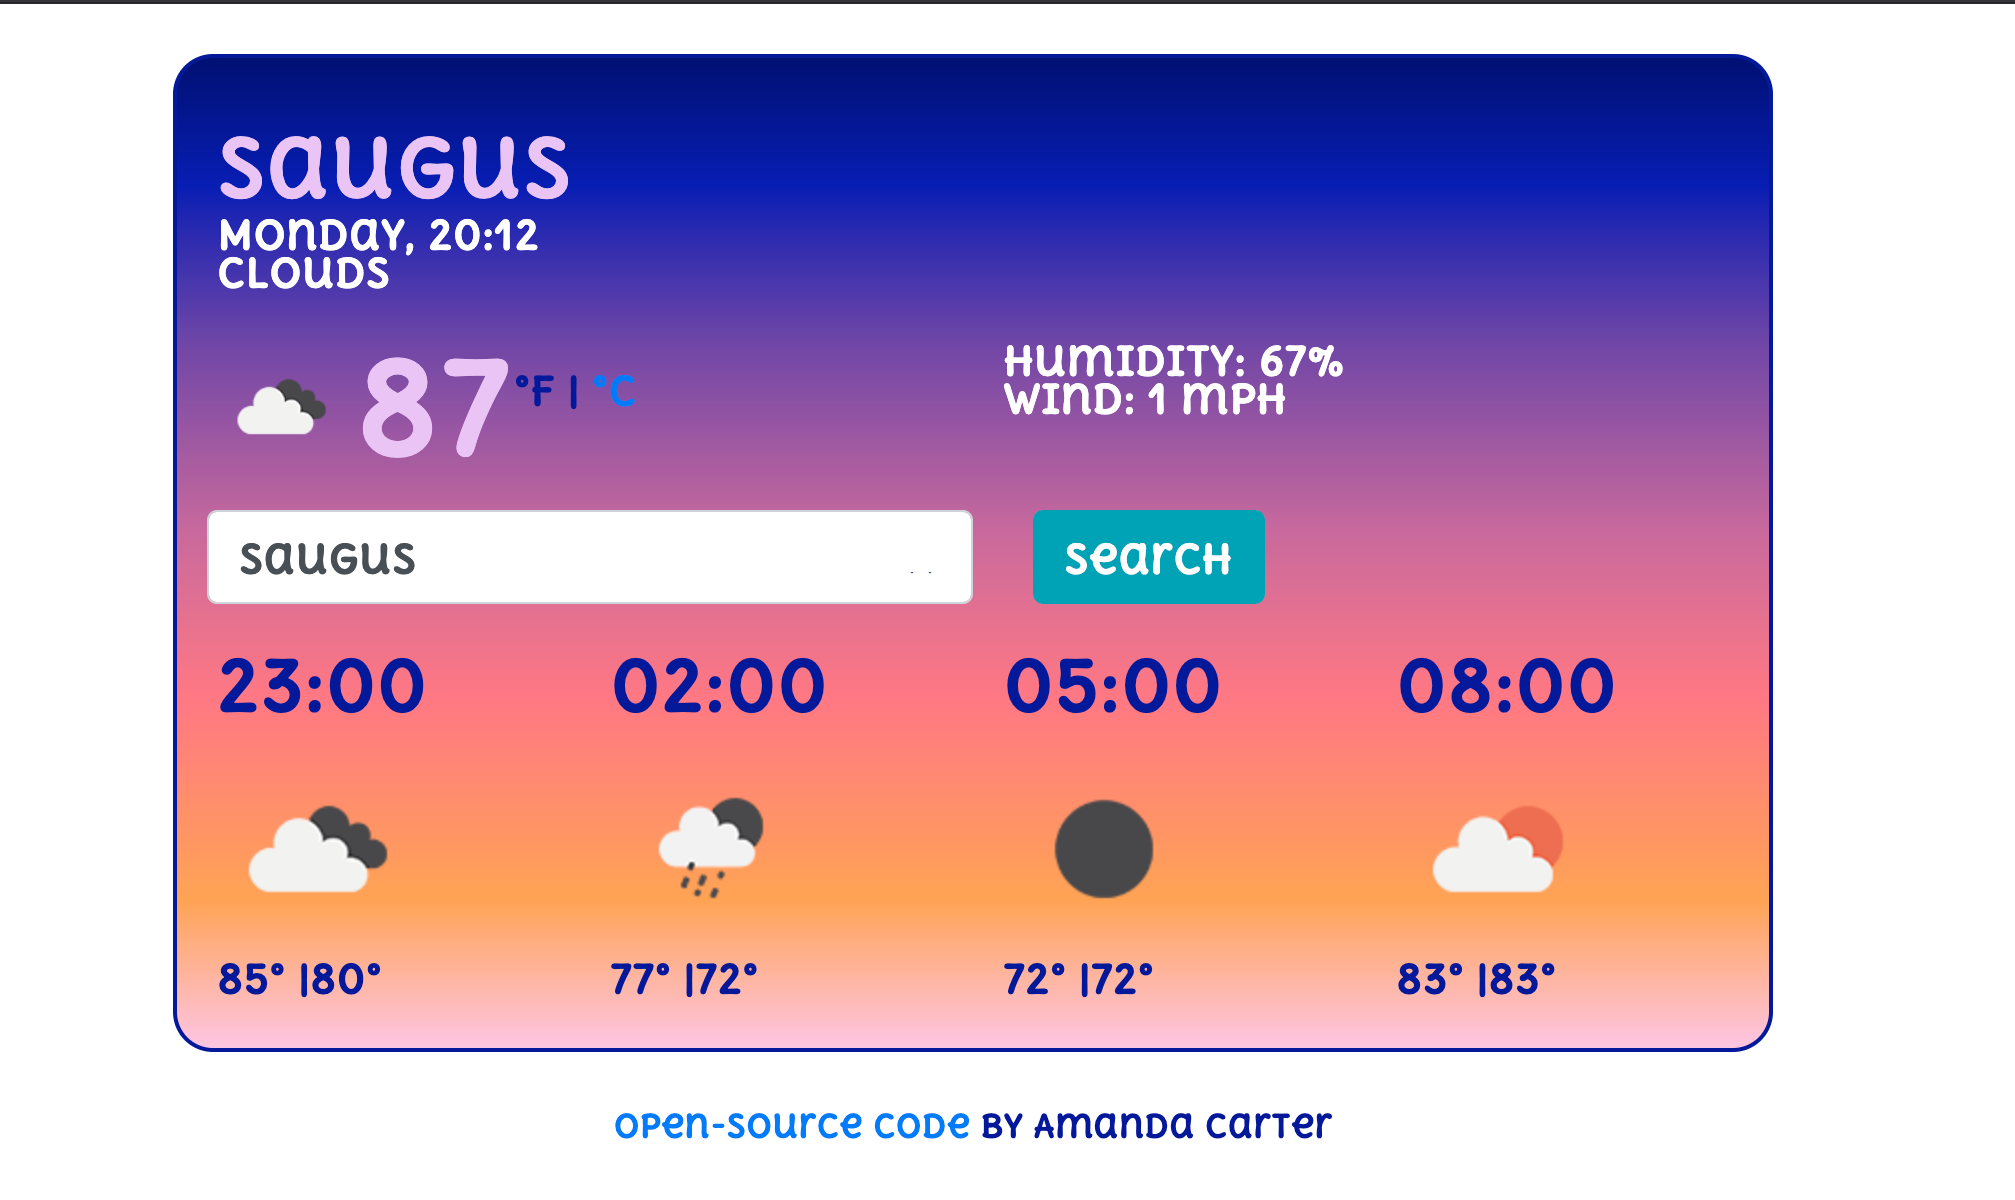 Saugus
Monday, 20:12
Clouds
87 °F | °C
Humidity: 67%
Wind: 1 mph
Saugus
Search
23:00 02:00 05:00 08:00
85° |80° 77° |72° 72° |72° 83° |83°
Open-source code by Amanda Carter